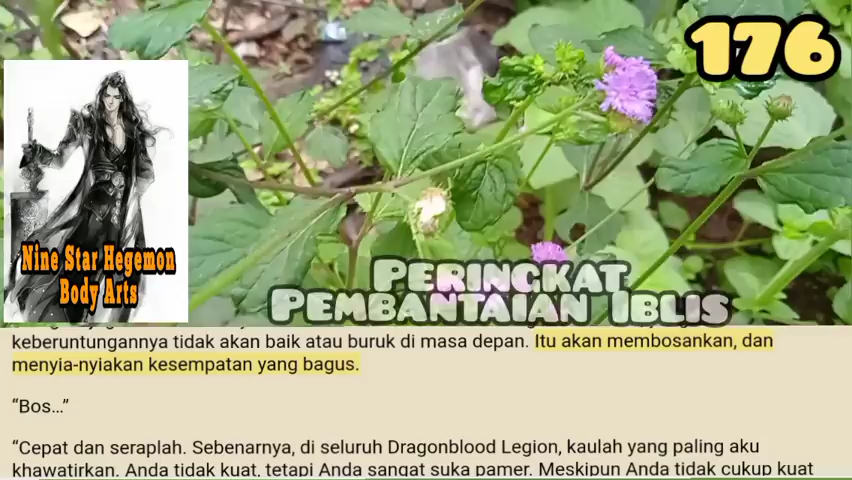 176
Nine Star Hegemon
Body Arts
PERINGKAT
PEMBANTAIAN IBLIS
keberuntungannya tidak akan baik atau buruk di masa depan. Itu akan membosankan, dan
menyia-nyiakan kesempatan yang bagus.
“Bos…”
“Cepat dan seraplah. Sebenarnya, di seluruh Dragonblood Legion, kaulah yang paling aku
khawatirkan. Anda tidak kuat, tetapi Anda sangat suka pamer. Meskipun Anda tidak cukup kuat